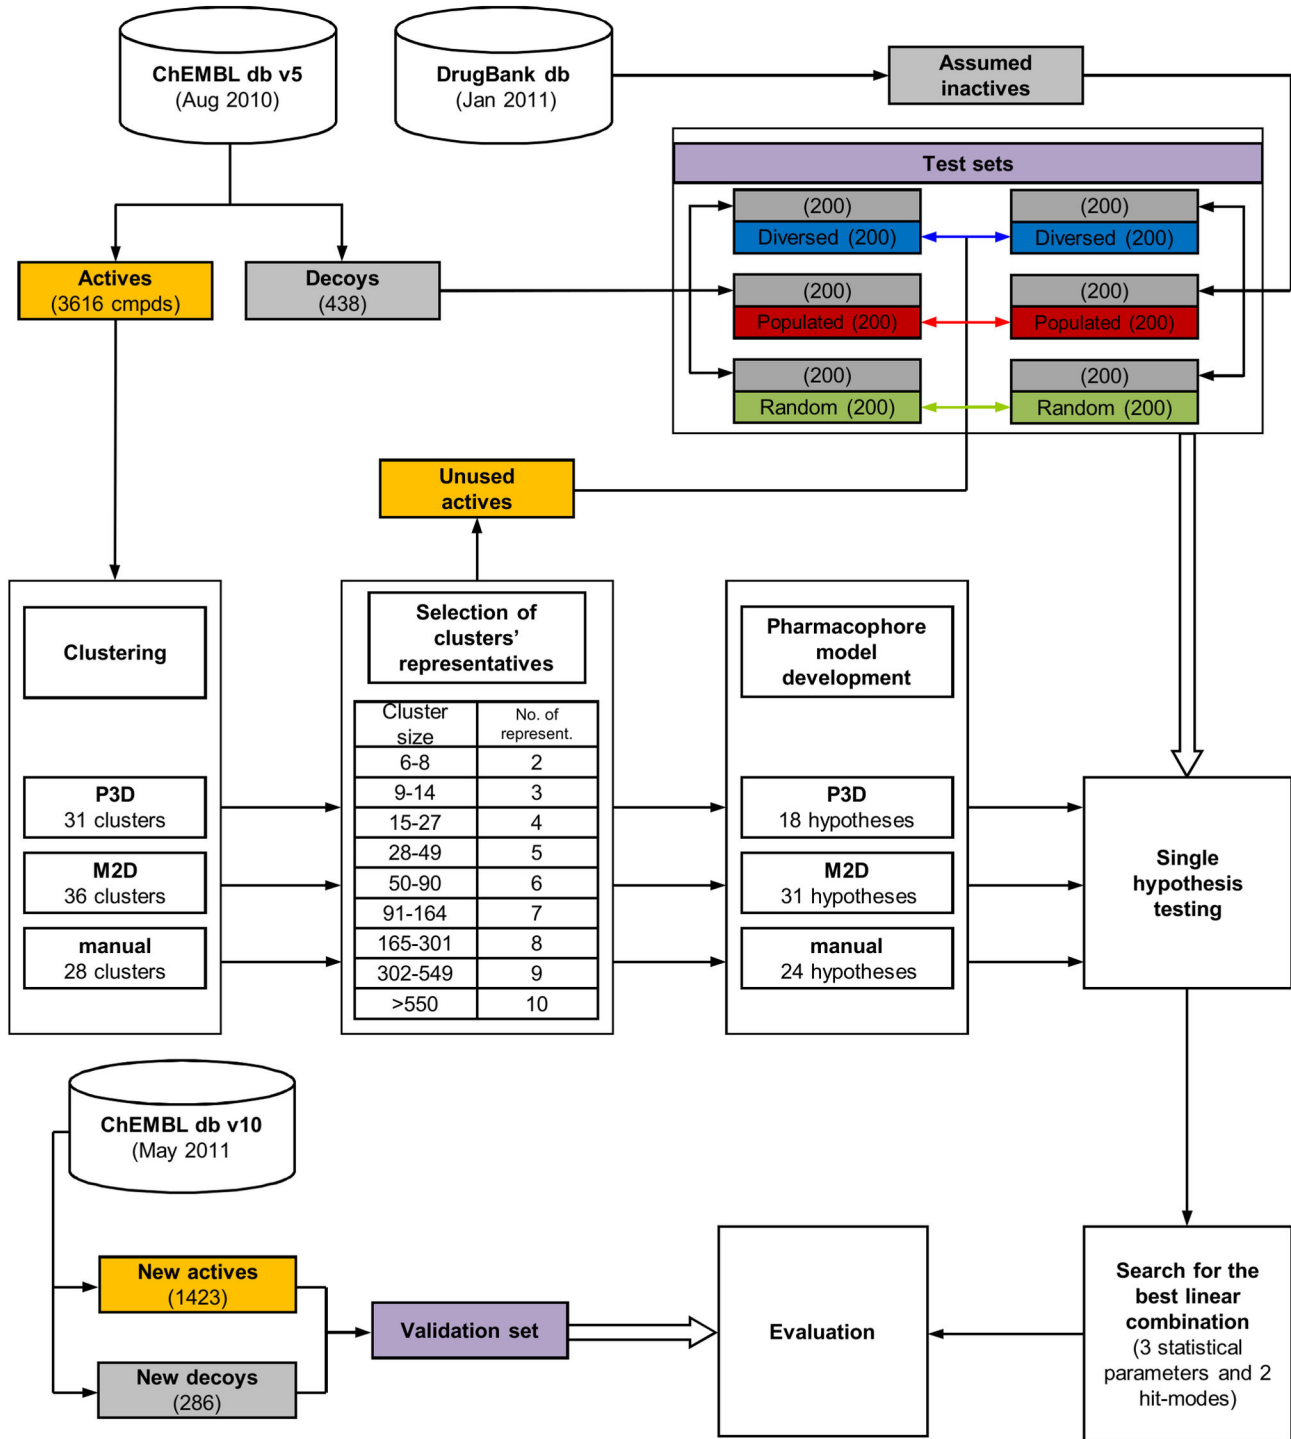 ChEMBL db v5
(Aug 2010)
DrugBank db
(Jan 2011)
Assumed
inactives
Test sets
(200)
Diversed (200)
(200)
Diversed (200)
Actives
(3616 cmpds)
Decoys
(438)
(200)
Populated (200)
(200)
Populated (200)
(200)
Random (200)
(200)
Random (200)
Unused
actives
Clustering
P3D
31 clusters
M2D
36 clusters
manual
28 clusters
Selection of
clusters’
representatives
Cluster
size
No. of
represent.
6-8 2
9-14 3
15-27 4
28-49 5
50-90 6
91-164 7
165-301 8
302-549 9
>550 10
Pharmacophore
model
development
P3D
18 hypotheses
M2D
31 hypotheses
manual
24 hypotheses
Single
hypothesis
testing
ChEMBL db v10
(May 2011
New actives
(1423)
New decoys
(286)
Validation set
Evaluation
Search for the
best linear
combination
(3 statistical
parameters and 2
hit-modes)